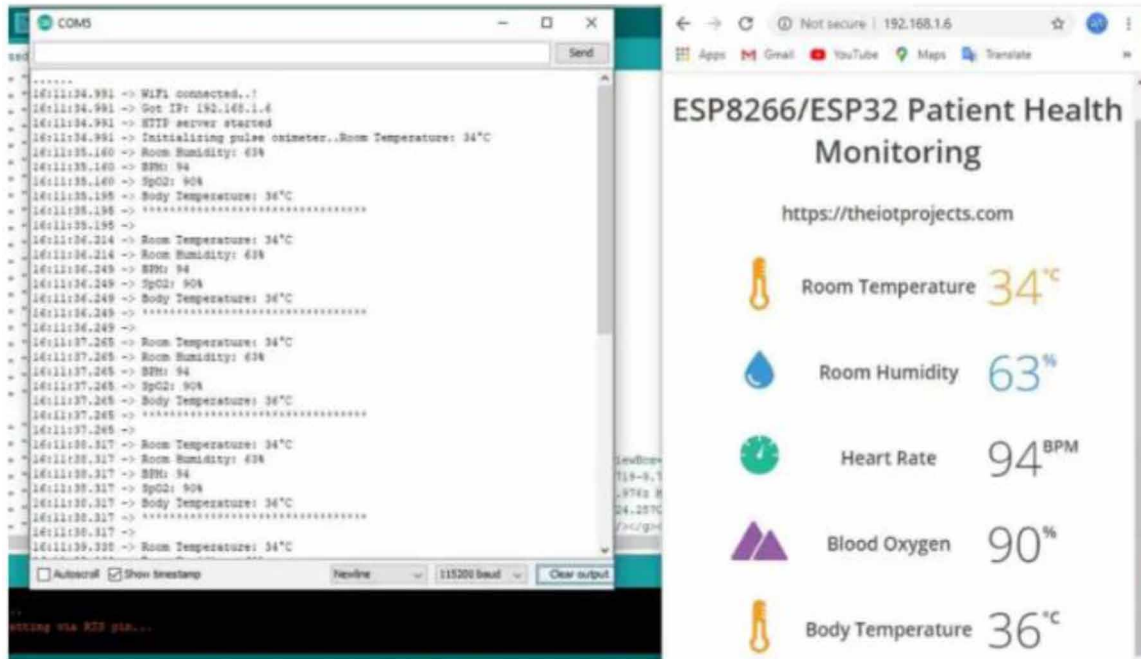 COM5
Send
......
16:11:34.991 -> WiFi connected..!
16:11:34.991 -> Got IP: 192.168.1.6
16:11:34.991 -> HTTP server started
16:11:34.991 -> Initializing pulse oximeter..Room Temperature: 34°C
16:11:35.160 -> Room Humidity: 63%
16:11:35.160 -> BPM: 94
16:11:35.160 -> SpO2: 90%
16:11:35.195 -> Body Temperature: 36°C
16:11:35.195 -> *********************************
16:11:35.195 ->
16:11:36.214 -> Room Temperature: 34°C
16:11:36.214 -> Room Humidity: 63%
16:11:36.249 -> BPM: 94
16:11:36.249 -> SpO2: 90%
16:11:36.249 -> Body Temperature: 36°C
16:11:36.249 -> *********************************
16:11:36.249 ->
16:11:37.265 -> Room Temperature: 34°C
16:11:37.265 -> Room Humidity: 63%
16:11:37.265 -> BPM: 94
16:11:37.265 -> SpO2: 90%
16:11:37.265 -> Body Temperature: 36°C
16:11:37.265 -> *********************************
16:11:37.265 ->
16:11:38.317 -> Room Temperature: 34°C
16:11:38.317 -> Room Humidity: 63%
16:11:38.317 -> BPM: 94
16:11:38.317 -> SpO2: 90%
16:11:38.317 -> Body Temperature: 36°C
16:11:38.317 -> *********************************
16:11:38.317 ->
16:11:39.338 -> Room Temperature: 34°C
Autoscroll Show timestamp Newline 115200 baud Clear output
etting via RTS pin...
Not secure | 192.168.1.6
Apps Gmail YouTube Maps Translate »
ESP8266/ESP32 Patient Health
Monitoring
https://theiotprojects.com
Room Temperature 34°C
Room Humidity 63%
Heart Rate 94 BPM
Blood Oxygen 90%
Body Temperature 36°C